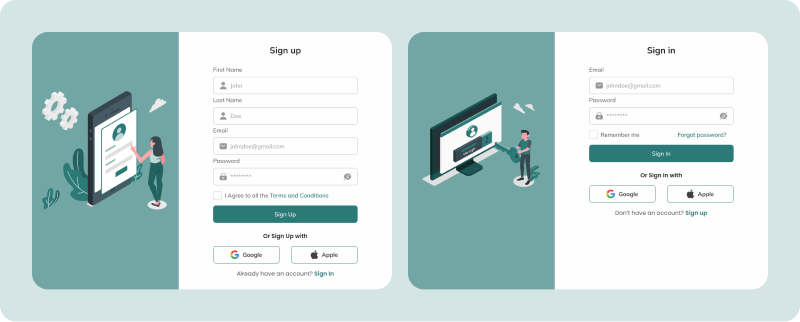 Sign up
First Name
John
Last Name
Doe
Email
johndoe@gmail.com
Password
********
I Agree to all the Terms and Conditions
Sign Up
Or Sign Up with
Google
Apple
Already have an account? Sign In
Sign in
Email
johndoe@gmail.com
Password
********
Remember me
Forgot password?
Sign In
Or Sign In with
Google
Apple
Don't have an account? Sign up